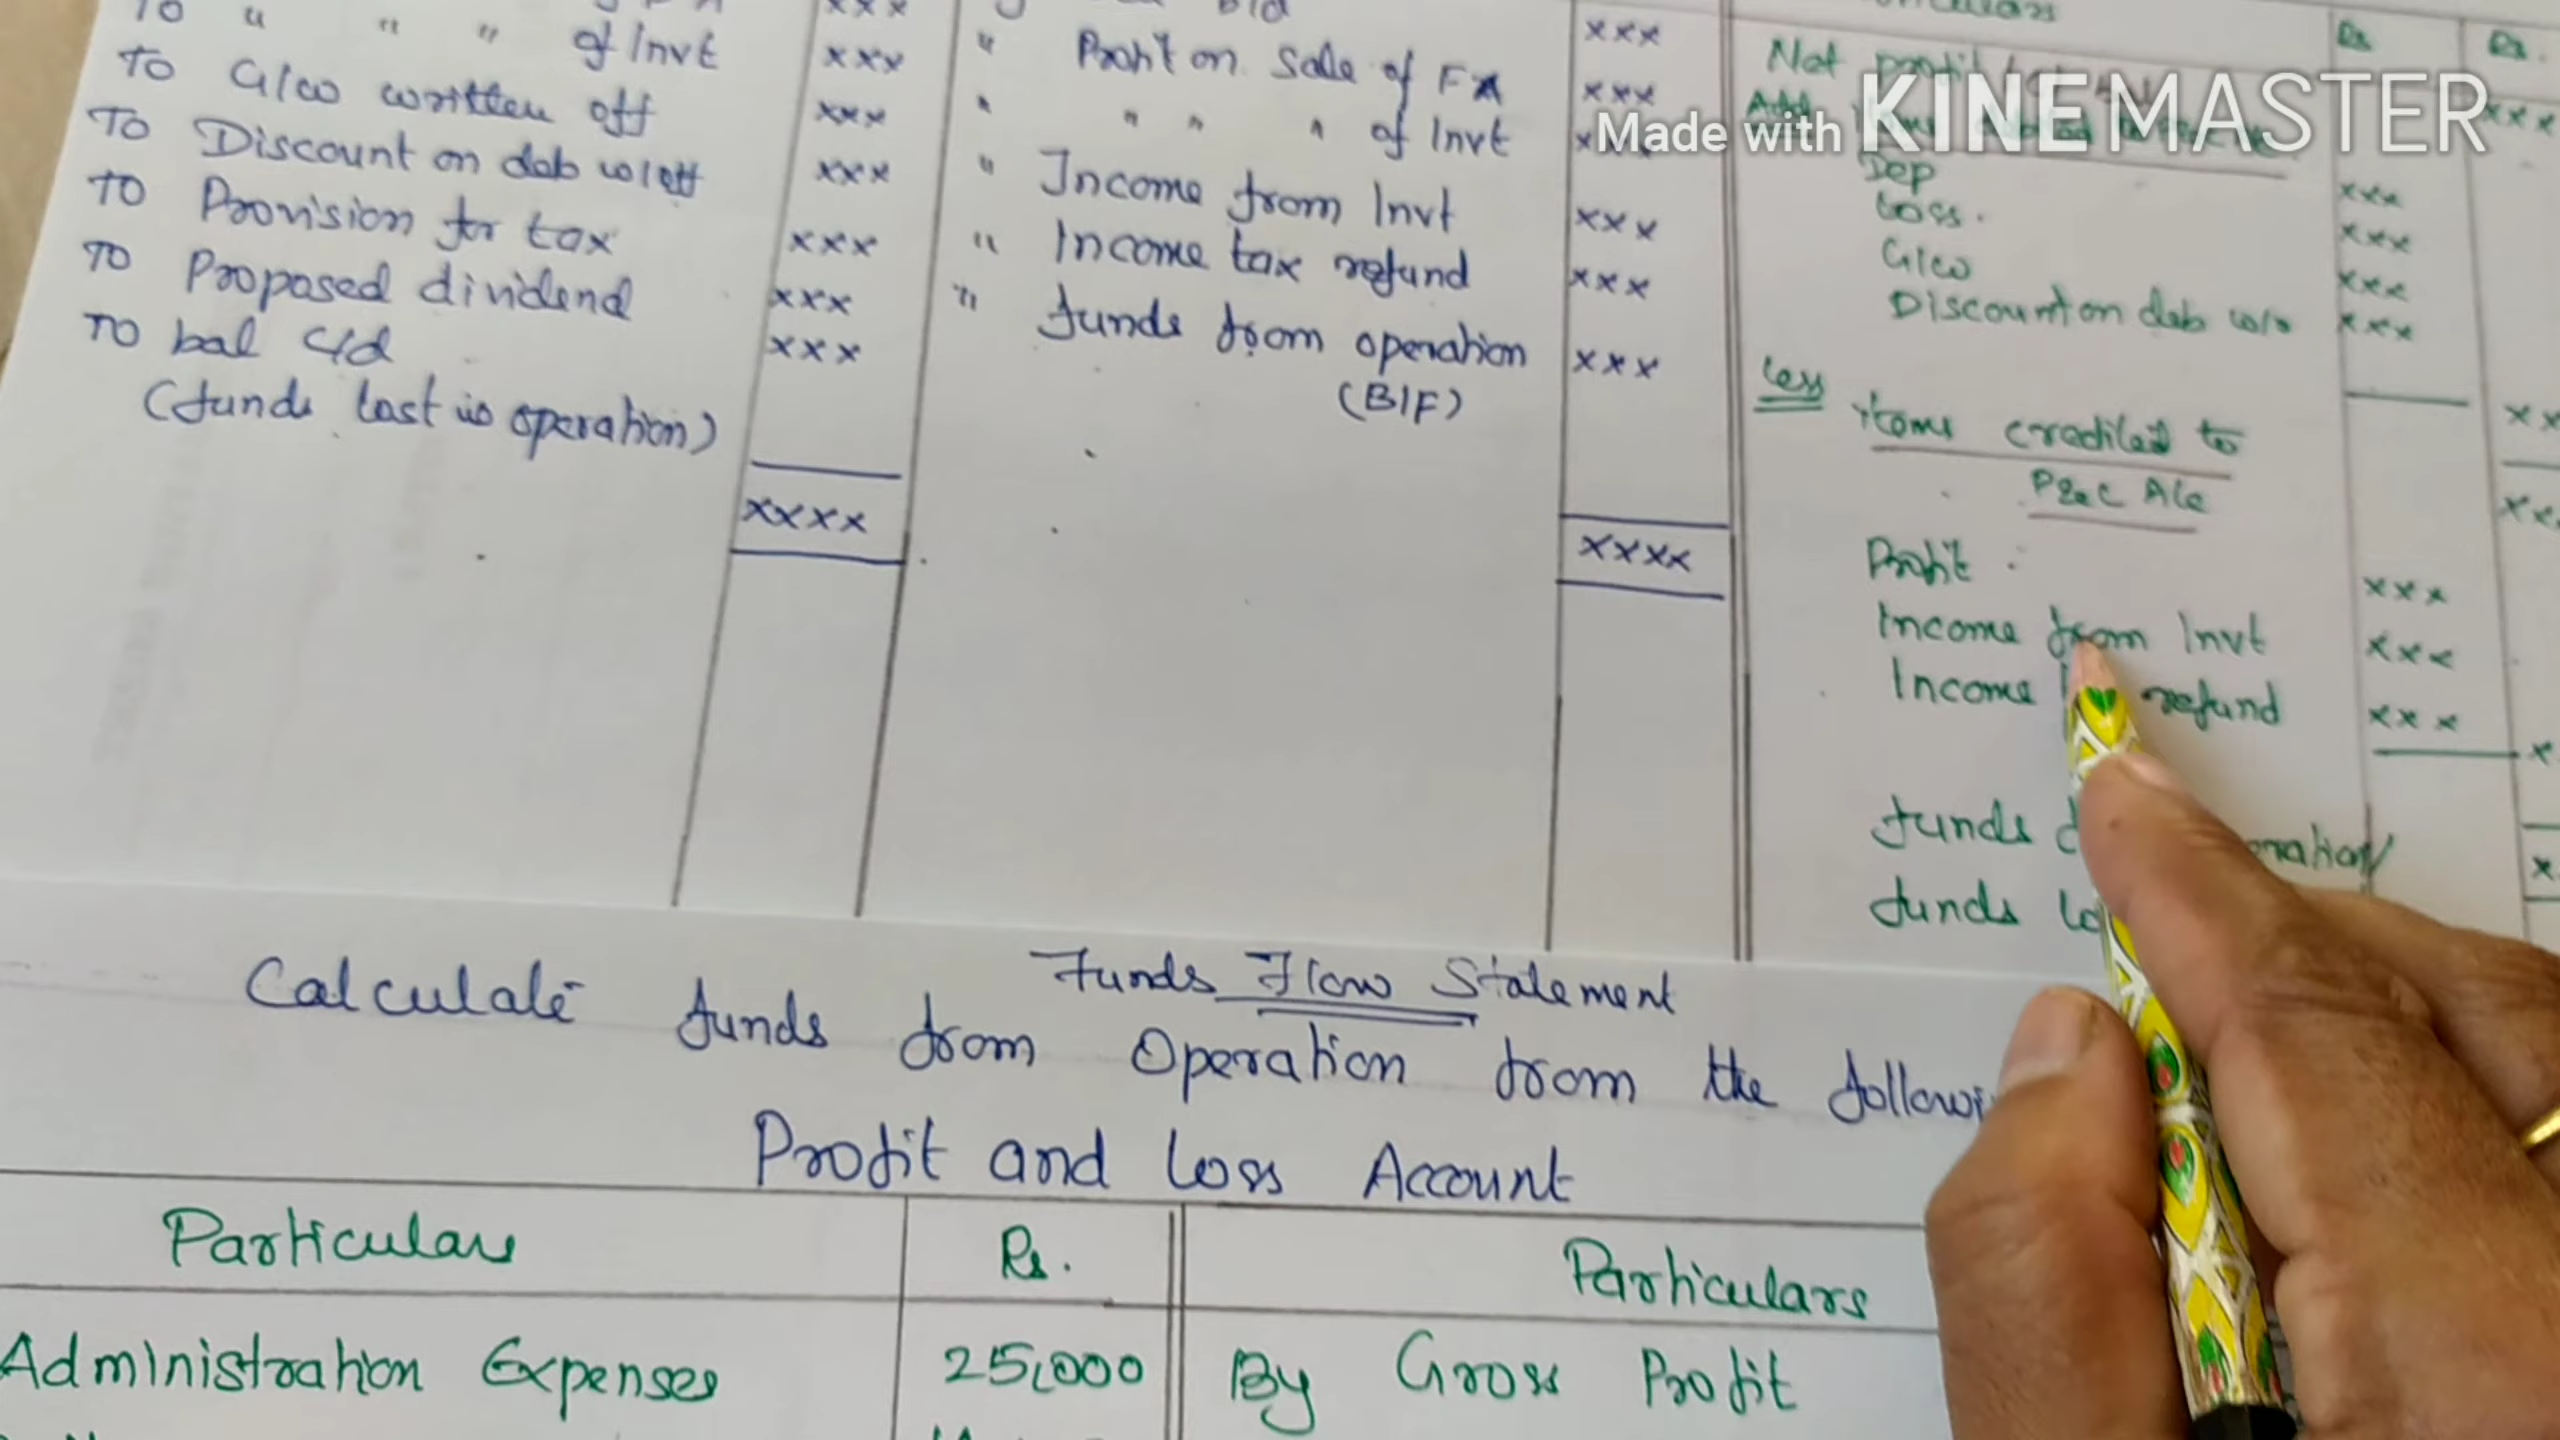 To " " " of Invt xxx
To G/w written off xxx
To Discount on deb w/off xxx
To Provision for tax xxx
To Proposed dividend xxx
To bal c/d xxx
(funds lost in operation)
xxxx
b/d
" Profit on Sale of FA xxx
" " " " of Invt xxx
" Income from Invt xxx
" Income tax refund xxx
" funds from operation xxx
(B/F)
xxxx
Rs Rs.
Net profit xxx
Add
Dep xxx
Loss. xxx
G/w xxx
Discount on deb w/o xxx
Less items credited to
P&L A/c
Profit xxx
Income from Invt xxx
Income refund xxx
funds
funds
Made with KINEMASTER
Funds Flow Statement
Calculate funds from Operation from the
Profit and Loss Account
Particulars Rs. Particulars
Administration Expenses 25,000 By Gross Profit